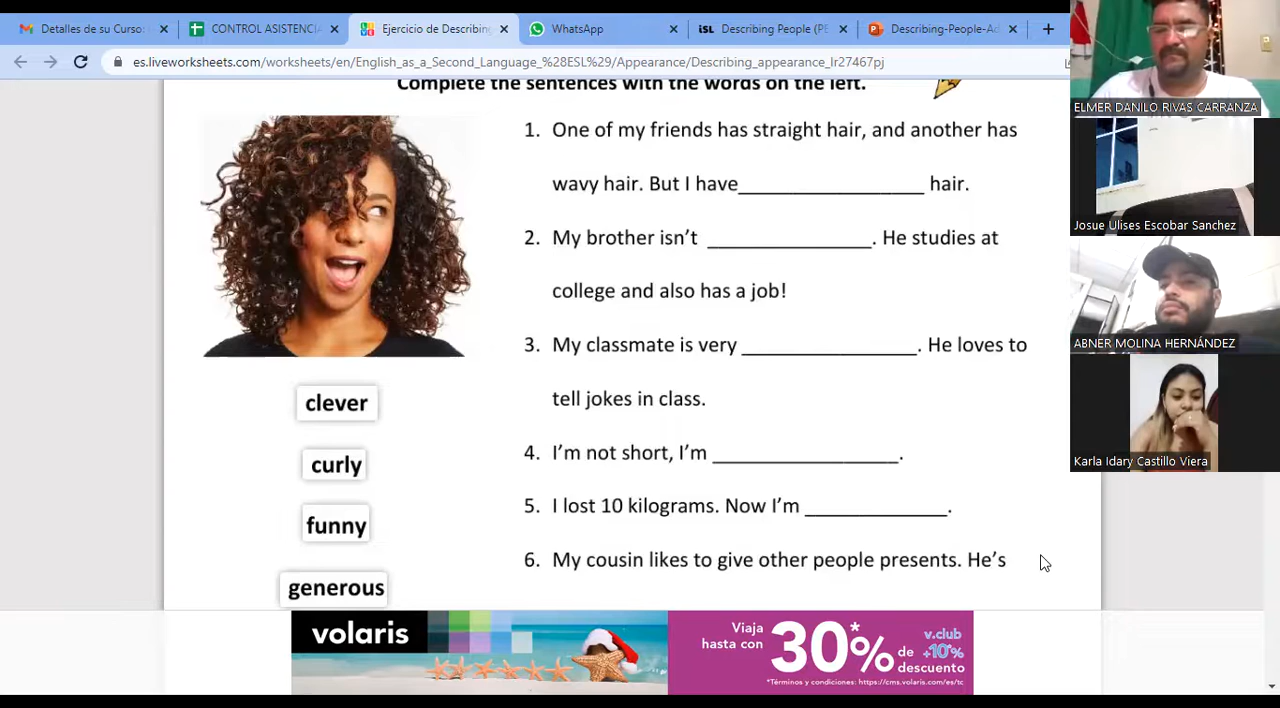 Detalles de su Curso:
CONTROL ASISTENCIA
Ejercicio de Describing
WhatsApp
Describing People (PE
Describing-People-Ad
es.liveworksheets.com/worksheets/en/English_as_a_Second_Language_%28ESL%29/Appearance/Describing_appearance_lr27467pj
Complete the sentences with the words on the left.
1. One of my friends has straight hair, and another has
wavy hair. But I have_________________ hair.
2. My brother isn't _______________. He studies at
college and also has a job!
3. My classmate is very ________________. He loves to
tell jokes in class.
4. I'm not short, I'm _________________.
5. I lost 10 kilograms. Now I'm _____________.
6. My cousin likes to give other people presents. He's
clever
curly
funny
generous
volaris
Viaja
hasta con
30%*
de
descuento
v.club
+10%
*Términos y condiciones: https://cms.volaris.com/es/tc
ELMER DANILO RIVAS CARRANZA
Josue Ulises Escobar Sanchez
ABNER MOLINA HERNÁNDEZ
Karla Idary Castillo Viera